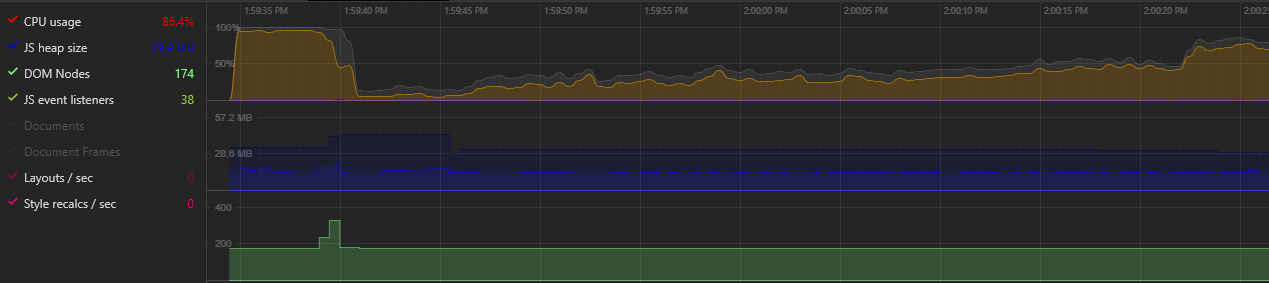 1:59:35 PM 1:59:40 PM 1:59:45 PM 1:59:50 PM 1:59:55 PM 2:00:00 PM 2:00:05 PM 2:00:10 PM 2:00:15 PM 2:00:20 PM 2:00:25
CPU usage 86.4%
100%
JS heap size
50%
DOM Nodes 174
JS event listeners 38
57.2 MB
Documents
28.6 MB
Document Frames
Layouts / sec 0
Style recalcs / sec 0
400
200